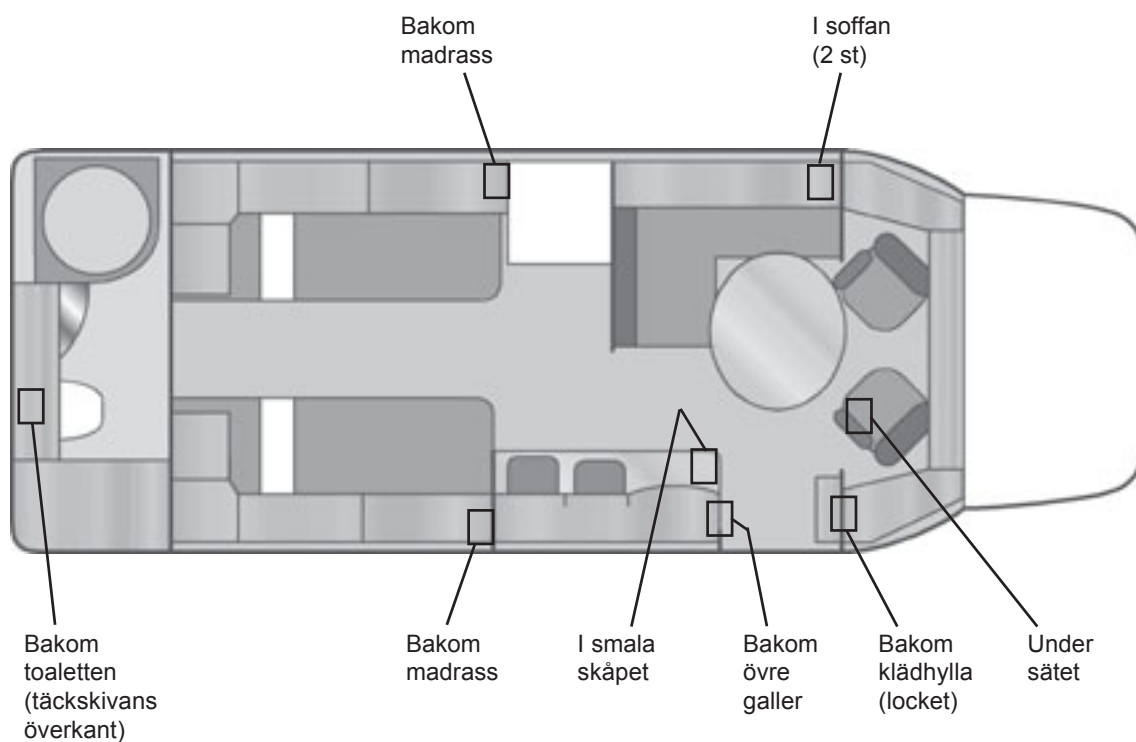 Bakom
madrass
I soffan
(2 st)
Bakom
toaletten
(täckskivans
överkant)
Bakom
madrass
I smala
skåpet
Bakom
övre
galler
Bakom
klädhylla
(locket)
Under
sätet